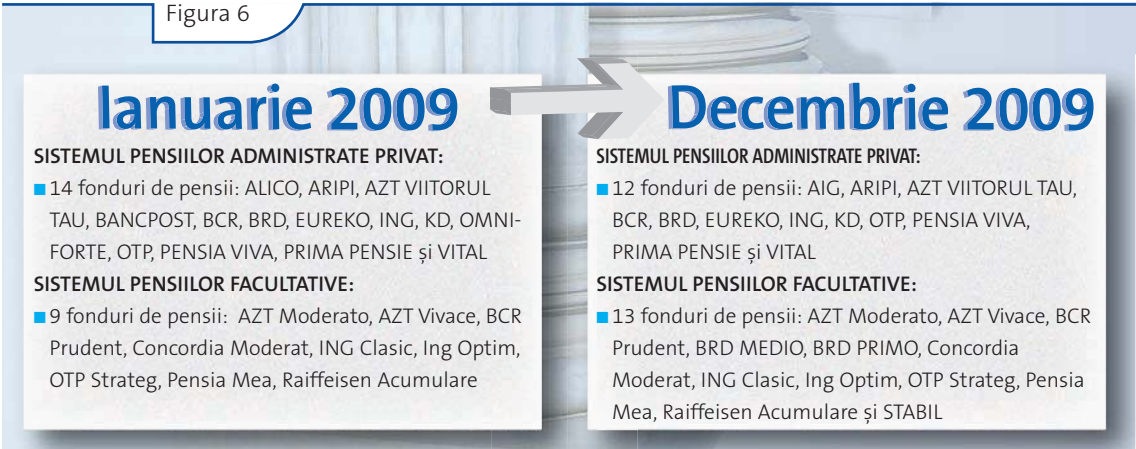 Figura 6
Ianuarie 2009
SISTEMUL PENSIILOR ADMINISTRATE PRIVAT:
14 fonduri de pensii: ALICO, ARIPI, AZT VIITORUL
TAU, BANCPOST, BCR, BRD, EUREKO, ING, KD, OMNI-
FORTE, OTP, PENSIA VIVA, PRIMA PENSIE și VITAL
SISTEMUL PENSIILOR FACULTATIVE:
9 fonduri de pensii: AZT Moderato, AZT Vivace, BCR
Prudent, Concordia Moderat, ING Clasic, Ing Optim,
OTP Strateg, Pensia Mea, Raiffeisen Acumulare
Decembrie 2009
SISTEMUL PENSIILOR ADMINISTRATE PRIVAT:
12 fonduri de pensii: AIG, ARIPI, AZT VIITORUL TAU,
BCR, BRD, EUREKO, ING, KD, OTP, PENSIA VIVA,
PRIMA PENSIE și VITAL
SISTEMUL PENSIILOR FACULTATIVE:
13 fonduri de pensii: AZT Moderato, AZT Vivace, BCR
Prudent, BRD MEDIO, BRD PRIMO, Concordia
Moderat, ING Clasic, Ing Optim, OTP Strateg, Pensia
Mea, Raiffeisen Acumulare și STABIL